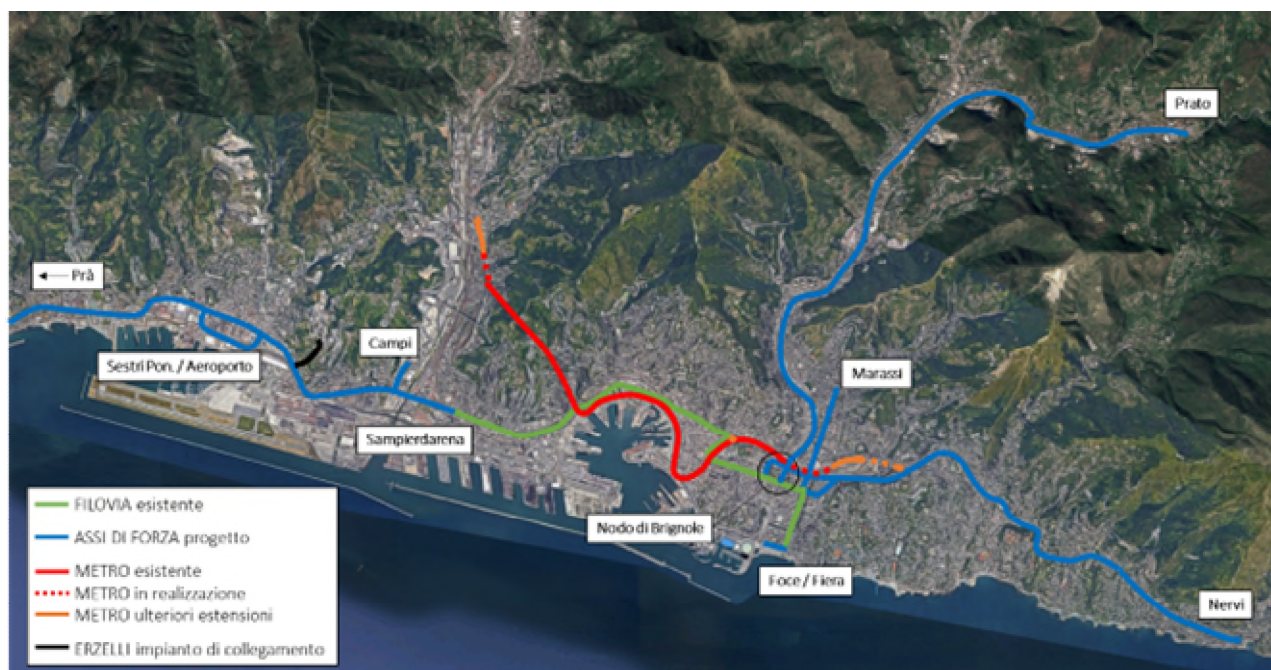 Prato
Prà
Campi
Marassi
Sestri Pon. / Aeroporto
Sampierdarena
Nodo di Brignole
Foce / Fiera
Nervi
FILOVIA esistente
ASSI DI FORZA progetto
METRO esistente
METRO in realizzazione
METRO ulteriori estensioni
ERZELLI impianto di collegamento